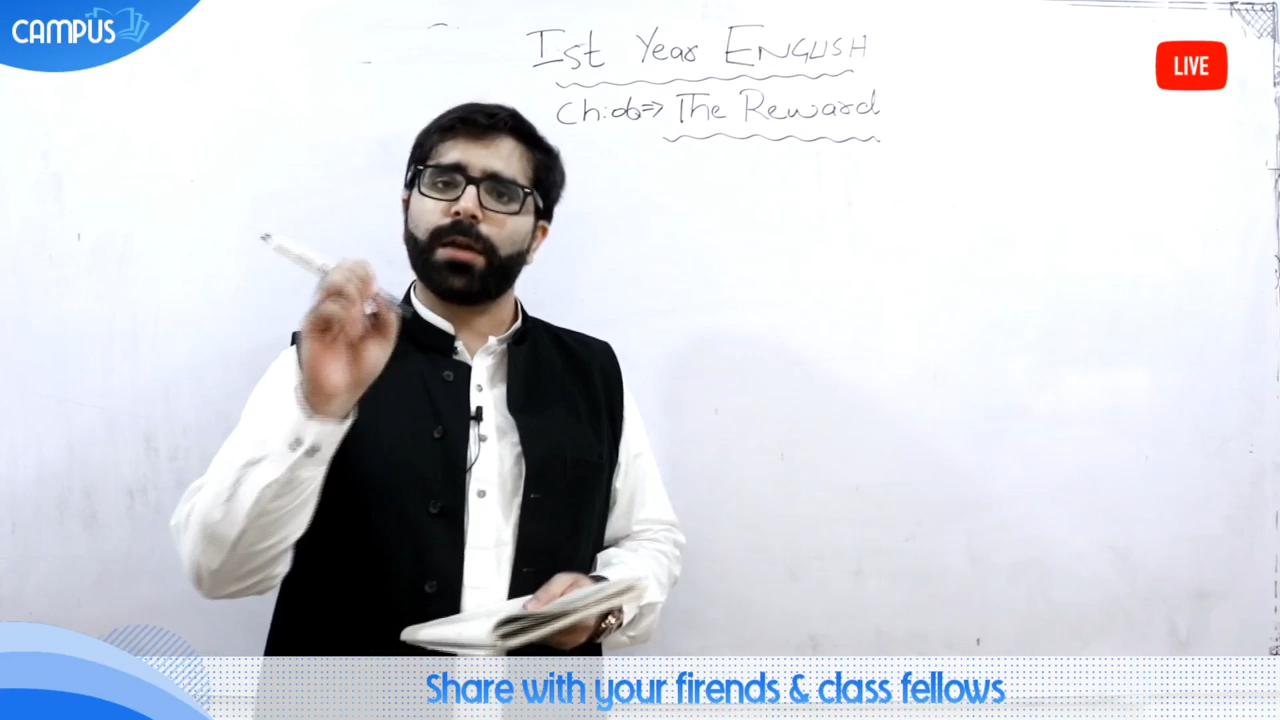 CAMPUS
Ist Year ENGLISH
LIVE
Ch:06=> The Reward
Share with your firends & class fellows